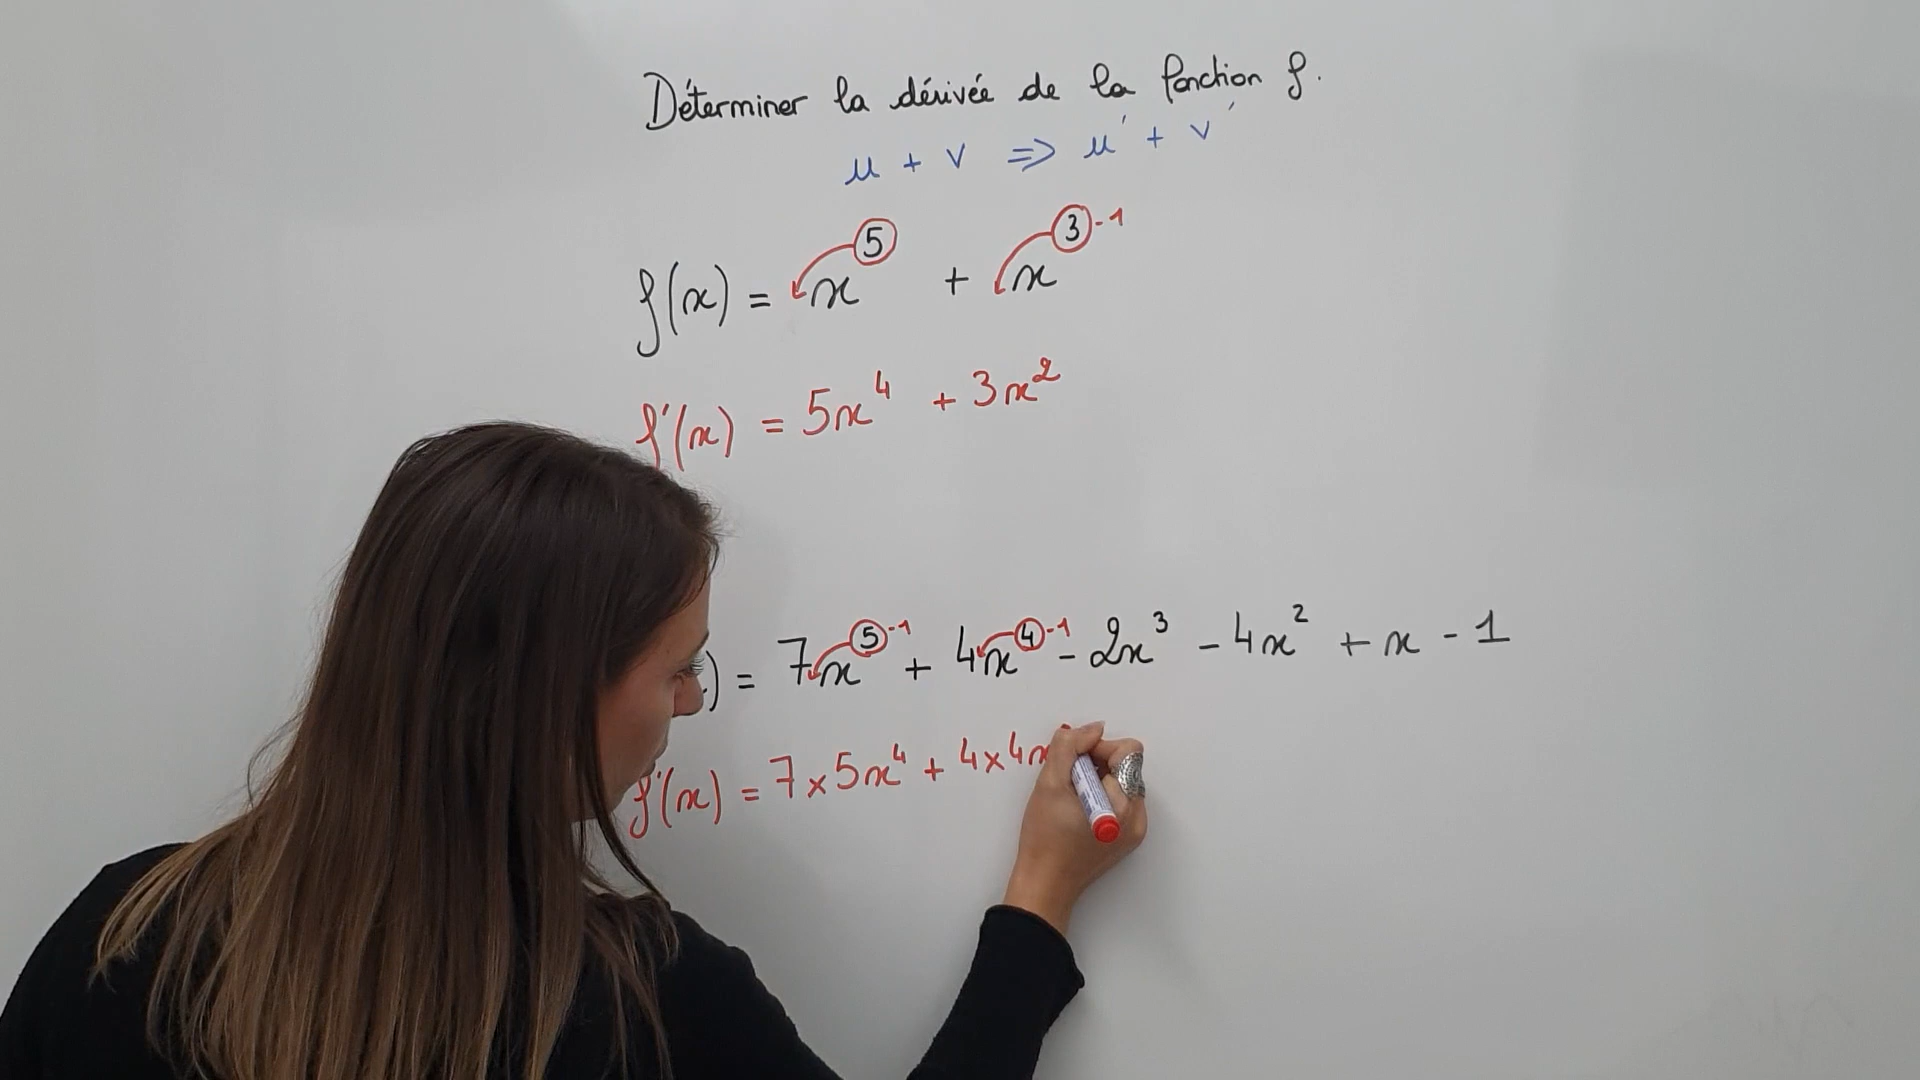 Déterminer la dérivée de la fonction f.
u + v => u' + v'
f(x) = x⁵ + x³ -1
f'(x) = 5x⁴ + 3x²
) = 7x⁵ -1 + 4x⁴ -1 - 2x³ - 4x² + x - 1
f'(x) = 7 x 5x⁴ + 4 x 4x